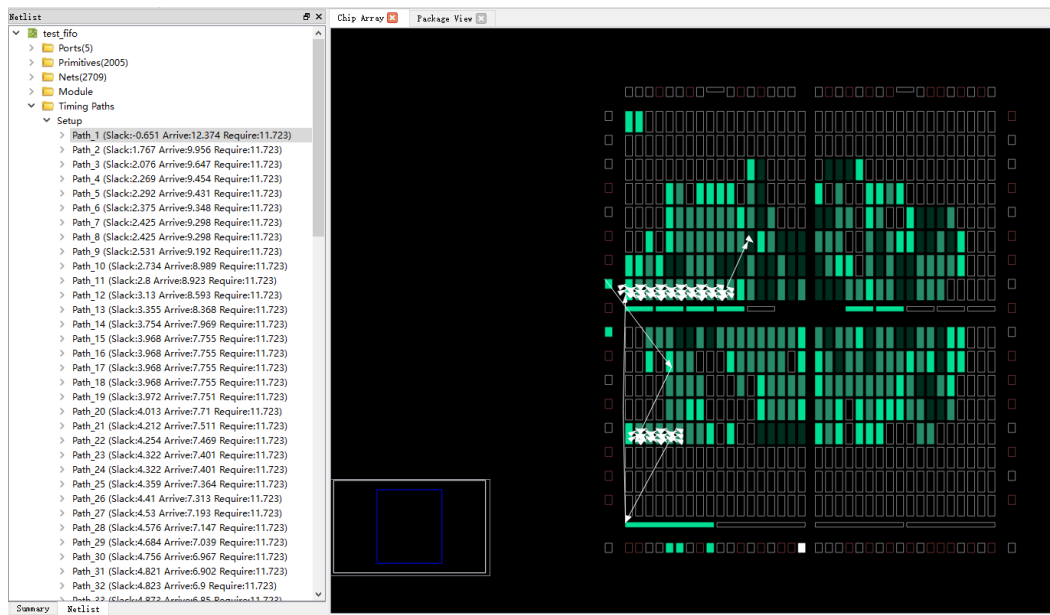 Netlist
Chip Array
Package View
test_fifo
Ports(5)
Primitives(2005)
Nets(2709)
Module
Timing Paths
Setup
Path_1 (Slack:-0.651 Arrive:12.374 Require:11.723)
Path_2 (Slack:1.767 Arrive:9.956 Require:11.723)
Path_3 (Slack:2.076 Arrive:9.647 Require:11.723)
Path_4 (Slack:2.269 Arrive:9.454 Require:11.723)
Path_5 (Slack:2.292 Arrive:9.431 Require:11.723)
Path_6 (Slack:2.375 Arrive:9.348 Require:11.723)
Path_7 (Slack:2.425 Arrive:9.298 Require:11.723)
Path_8 (Slack:2.425 Arrive:9.298 Require:11.723)
Path_9 (Slack:2.531 Arrive:9.192 Require:11.723)
Path_10 (Slack:2.734 Arrive:8.989 Require:11.723)
Path_11 (Slack:2.8 Arrive:8.923 Require:11.723)
Path_12 (Slack:3.13 Arrive:8.593 Require:11.723)
Path_13 (Slack:3.355 Arrive:8.368 Require:11.723)
Path_14 (Slack:3.754 Arrive:7.969 Require:11.723)
Path_15 (Slack:3.968 Arrive:7.755 Require:11.723)
Path_16 (Slack:3.968 Arrive:7.755 Require:11.723)
Path_17 (Slack:3.968 Arrive:7.755 Require:11.723)
Path_18 (Slack:3.968 Arrive:7.755 Require:11.723)
Path_19 (Slack:3.972 Arrive:7.751 Require:11.723)
Path_20 (Slack:4.013 Arrive:7.71 Require:11.723)
Path_21 (Slack:4.212 Arrive:7.511 Require:11.723)
Path_22 (Slack:4.254 Arrive:7.469 Require:11.723)
Path_23 (Slack:4.322 Arrive:7.401 Require:11.723)
Path_24 (Slack:4.322 Arrive:7.401 Require:11.723)
Path_25 (Slack:4.359 Arrive:7.364 Require:11.723)
Path_26 (Slack:4.41 Arrive:7.313 Require:11.723)
Path_27 (Slack:4.53 Arrive:7.193 Require:11.723)
Path_28 (Slack:4.576 Arrive:7.147 Require:11.723)
Path_29 (Slack:4.684 Arrive:7.039 Require:11.723)
Path_30 (Slack:4.756 Arrive:6.967 Require:11.723)
Path_31 (Slack:4.821 Arrive:6.902 Require:11.723)
Path_32 (Slack:4.823 Arrive:6.9 Require:11.723)
Path_33 (Slack:4.873 Arrive:6.85 Require:11.723)
Summary
Netlist